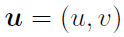 𝒖 = (u, v)